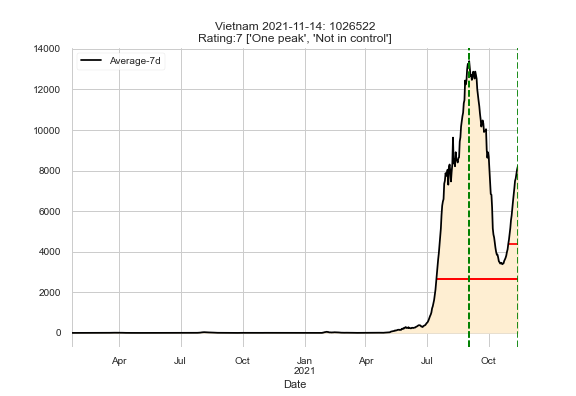 Vietnam 2021-11-14: 1026522
Rating:7 ['One peak', 'Not in control']
14000
Average-7d
12000
10000
8000
6000
4000
2000
0
Apr Jul Oct Jan Apr Jul Oct
2021
Date